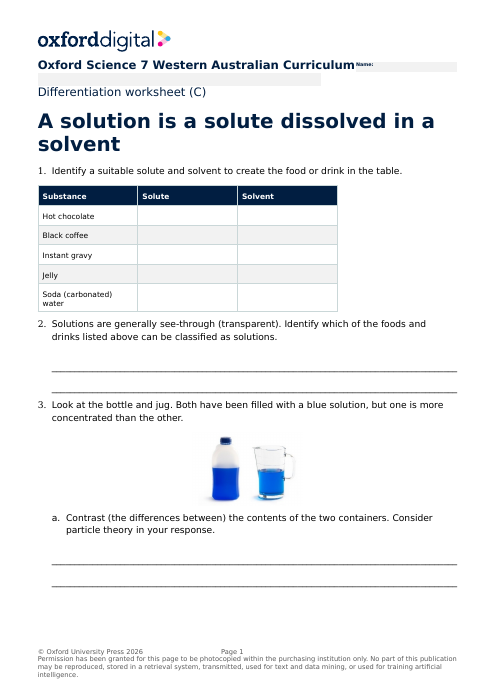 oxforddigital
Oxford Science 7 Western Australian Curriculum Name:
Differentiation worksheet (C)
A solution is a solute dissolved in a
solvent
1. Identify a suitable solute and solvent to create the food or drink in the table.
Substance Solute Solvent
Hot chocolate
Black coffee
Instant gravy
Jelly
Soda (carbonated)
water
2. Solutions are generally see-through (transparent). Identify which of the foods and
drinks listed above can be classified as solutions.
3. Look at the bottle and jug. Both have been filled with a blue solution, but one is more
concentrated than the other.
a. Contrast (the differences between) the contents of the two containers. Consider
particle theory in your response.
© Oxford University Press 2026 Page 1
Permission has been granted for this page to be photocopied within the purchasing institution only. No part of this publication
may be reproduced, stored in a retrieval system, transmitted, used for text and data mining, or used for training artificial
intelligence.